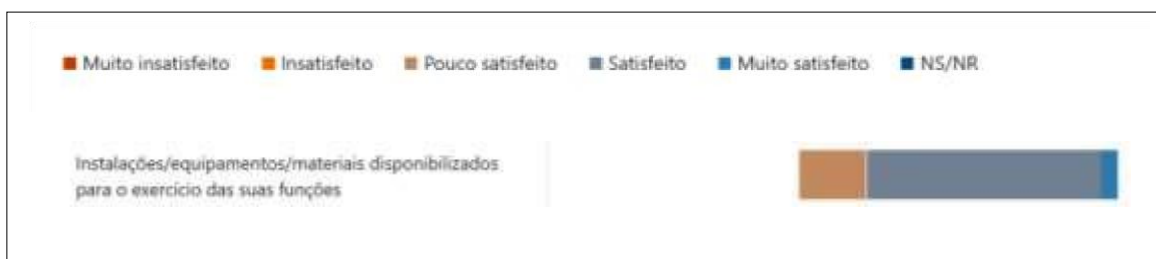 Muito insatisfeito Insatisfeito Pouco satisfeito Satisfeito Muito satisfeito NS/NR
Instalações/equipamentos/materiais disponibilizados
para o exercício das suas funções